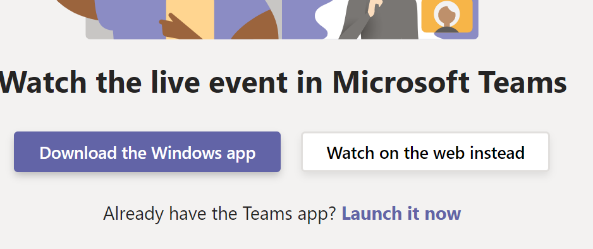 Watch the live event in Microsoft Teams
Download the Windows app
Watch on the web instead
Already have the Teams app? Launch it now